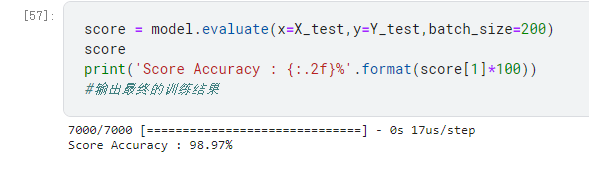 [57]:
score = model.evaluate(x=X_test,y=Y_test,batch_size=200)
score
print('Score Accuracy : {:.2f}%'.format(score[1]*100))
#输出最终的训练结果
7000/7000 [==============================] - 0s 17us/step
Score Accuracy : 98.97%